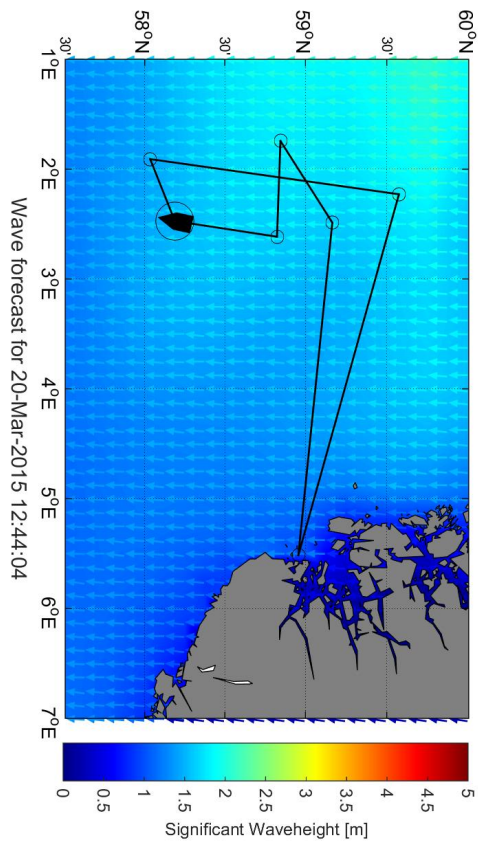 60°N
30'
59°N
30'
58°N
30'
1°E
2°E
3°E
4°E
5°E
6°E
7°E
Wave forecast for 20-Mar-2015 12:44:04
0
0.5
1
1.5
2
2.5
3
3.5
4
4.5
5
Significant Waveheight [m]